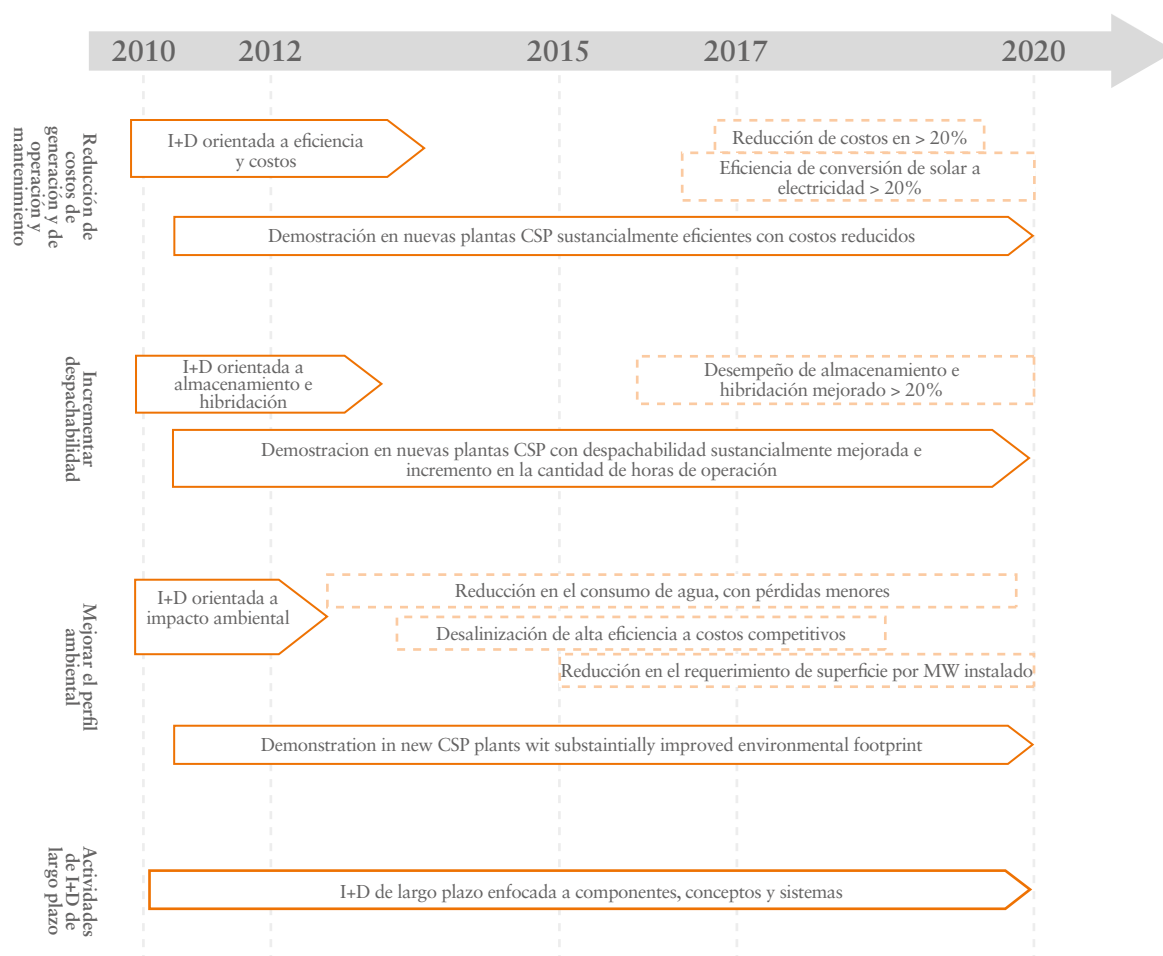 2010 2012 2015 2017 2020
Reducción de
costos de
generación y de
operación y
mantenimiento
I+D orientada a eficiencia
y costos
Reducción de costos en > 20%
Eficiencia de conversión de solar a
electricidad > 20%
Demostración en nuevas plantas CSP sustancialmente eficientes con costos reducidos
Incrementar
despachabilidad
I+D orientada a
almacenamiento e
hibridación
Desempeño de almacenamiento e
hibridación mejorado > 20%
Demostracion en nuevas plantas CSP con despachabilidad sustancialmente mejorada e
incremento en la cantidad de horas de operación
Mejorar el perfil
ambiental
I+D orientada a
impacto ambiental
Reducción en el consumo de agua, con pérdidas menores
Desalinización de alta eficiencia a costos competitivos
Reducción en el requerimiento de superficie por MW instalado
Demonstration in new CSP plants wit substaintially improved environmental footprint
Actividades
de I+D de
largo plazo
I+D de largo plazo enfocada a componentes, conceptos y sistemas